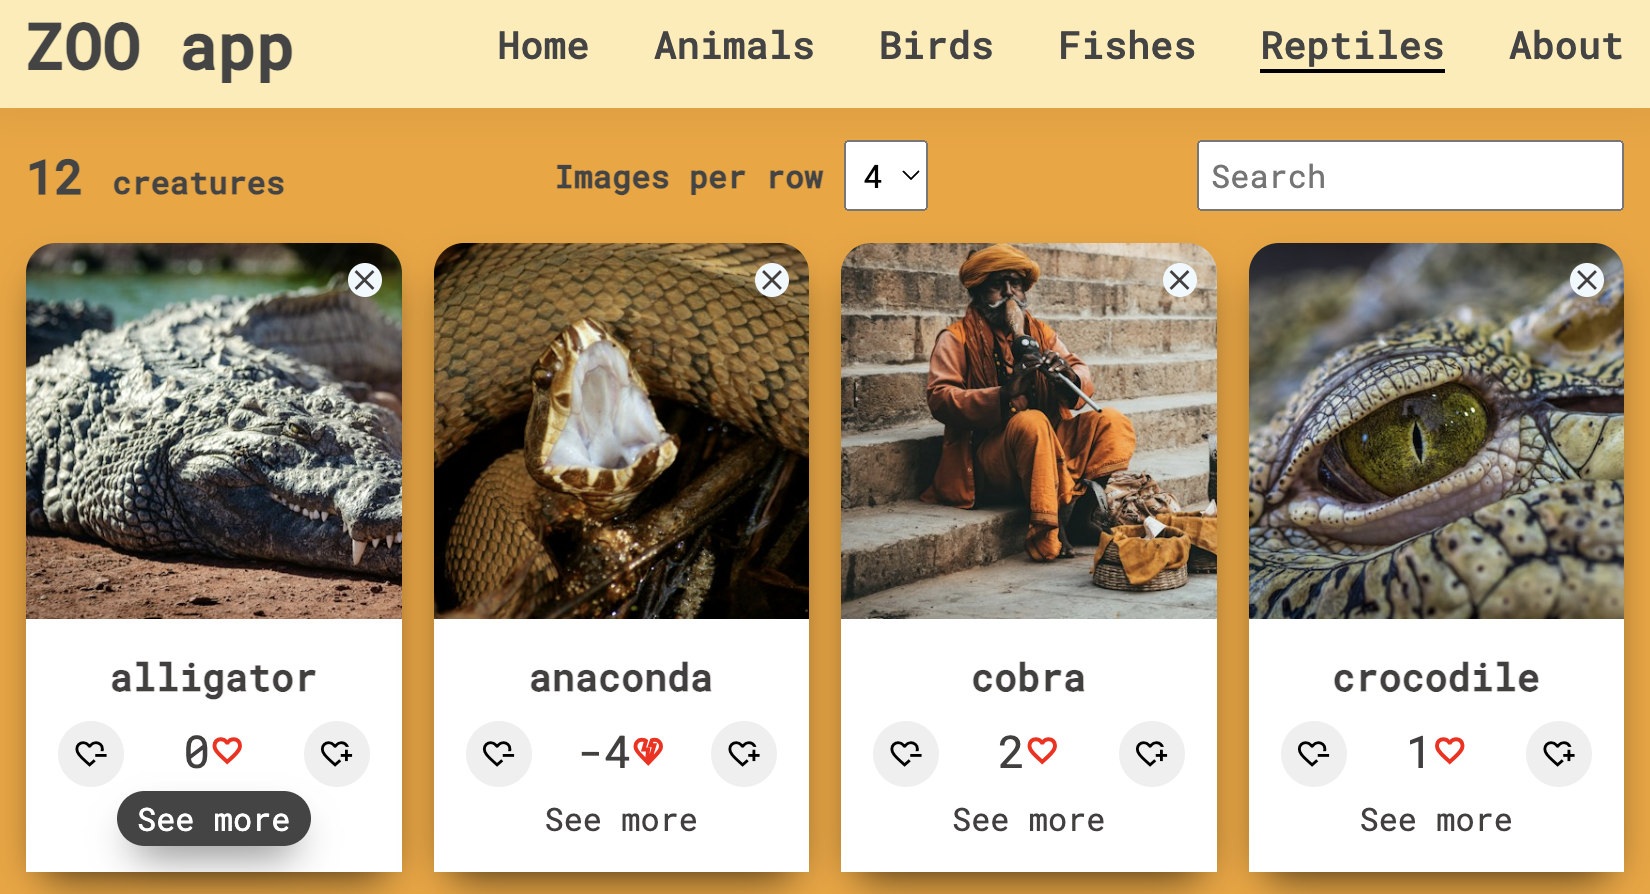 ZOO app Home Animals Birds Fishes Reptiles About
12 creatures Images per row 4 Search
alligator anaconda cobra crocodile
0 -4 2 1
See more See more See more See more